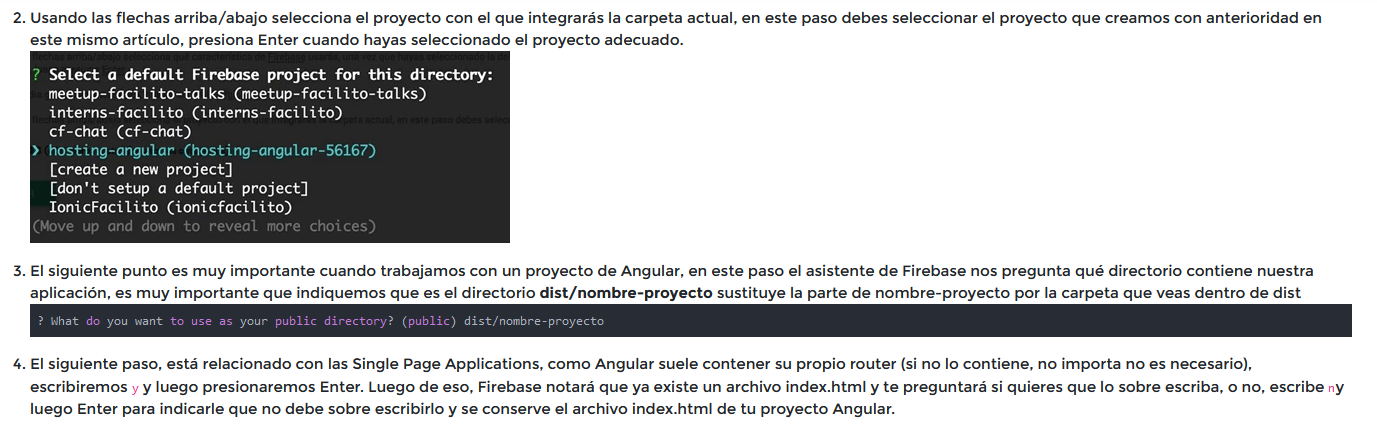 2. Usando las flechas arriba/abajo selecciona el proyecto con el que integrarás la carpeta actual, en este paso debes seleccionar el proyecto que creamos con anterioridad en
este mismo artículo, presiona Enter cuando hayas seleccionado el proyecto adecuado.
? Select a default Firebase project for this directory:
meetup-facilito-talks (meetup-facilito-talks)
interns-facilito (interns-facilito)
cf-chat (cf-chat)
❯ hosting-angular (hosting-angular-56167)
[create a new project]
[don't setup a default project]
IonicFacilito (ionicfacilito)
(Move up and down to reveal more choices)
3. El siguiente punto es muy importante cuando trabajamos con un proyecto de Angular, en este paso el asistente de Firebase nos pregunta qué directorio contiene nuestra
aplicación, es muy importante que indiquemos que es el directorio dist/nombre-proyecto sustituye la parte de nombre-proyecto por la carpeta que veas dentro de dist
? What do you want to use as your public directory? (public) dist/nombre-proyecto
4. El siguiente paso, está relacionado con las Single Page Applications, como Angular suele contener su propio router (si no lo contiene, no importa no es necesario),
escribiremos y y luego presionaremos Enter. Luego de eso, Firebase notará que ya existe un archivo index.html y te preguntará si quieres que lo sobre escriba, o no, escribe ny
luego Enter para indicarle que no debe sobre escribirlo y se conserve el archivo index.html de tu proyecto Angular.